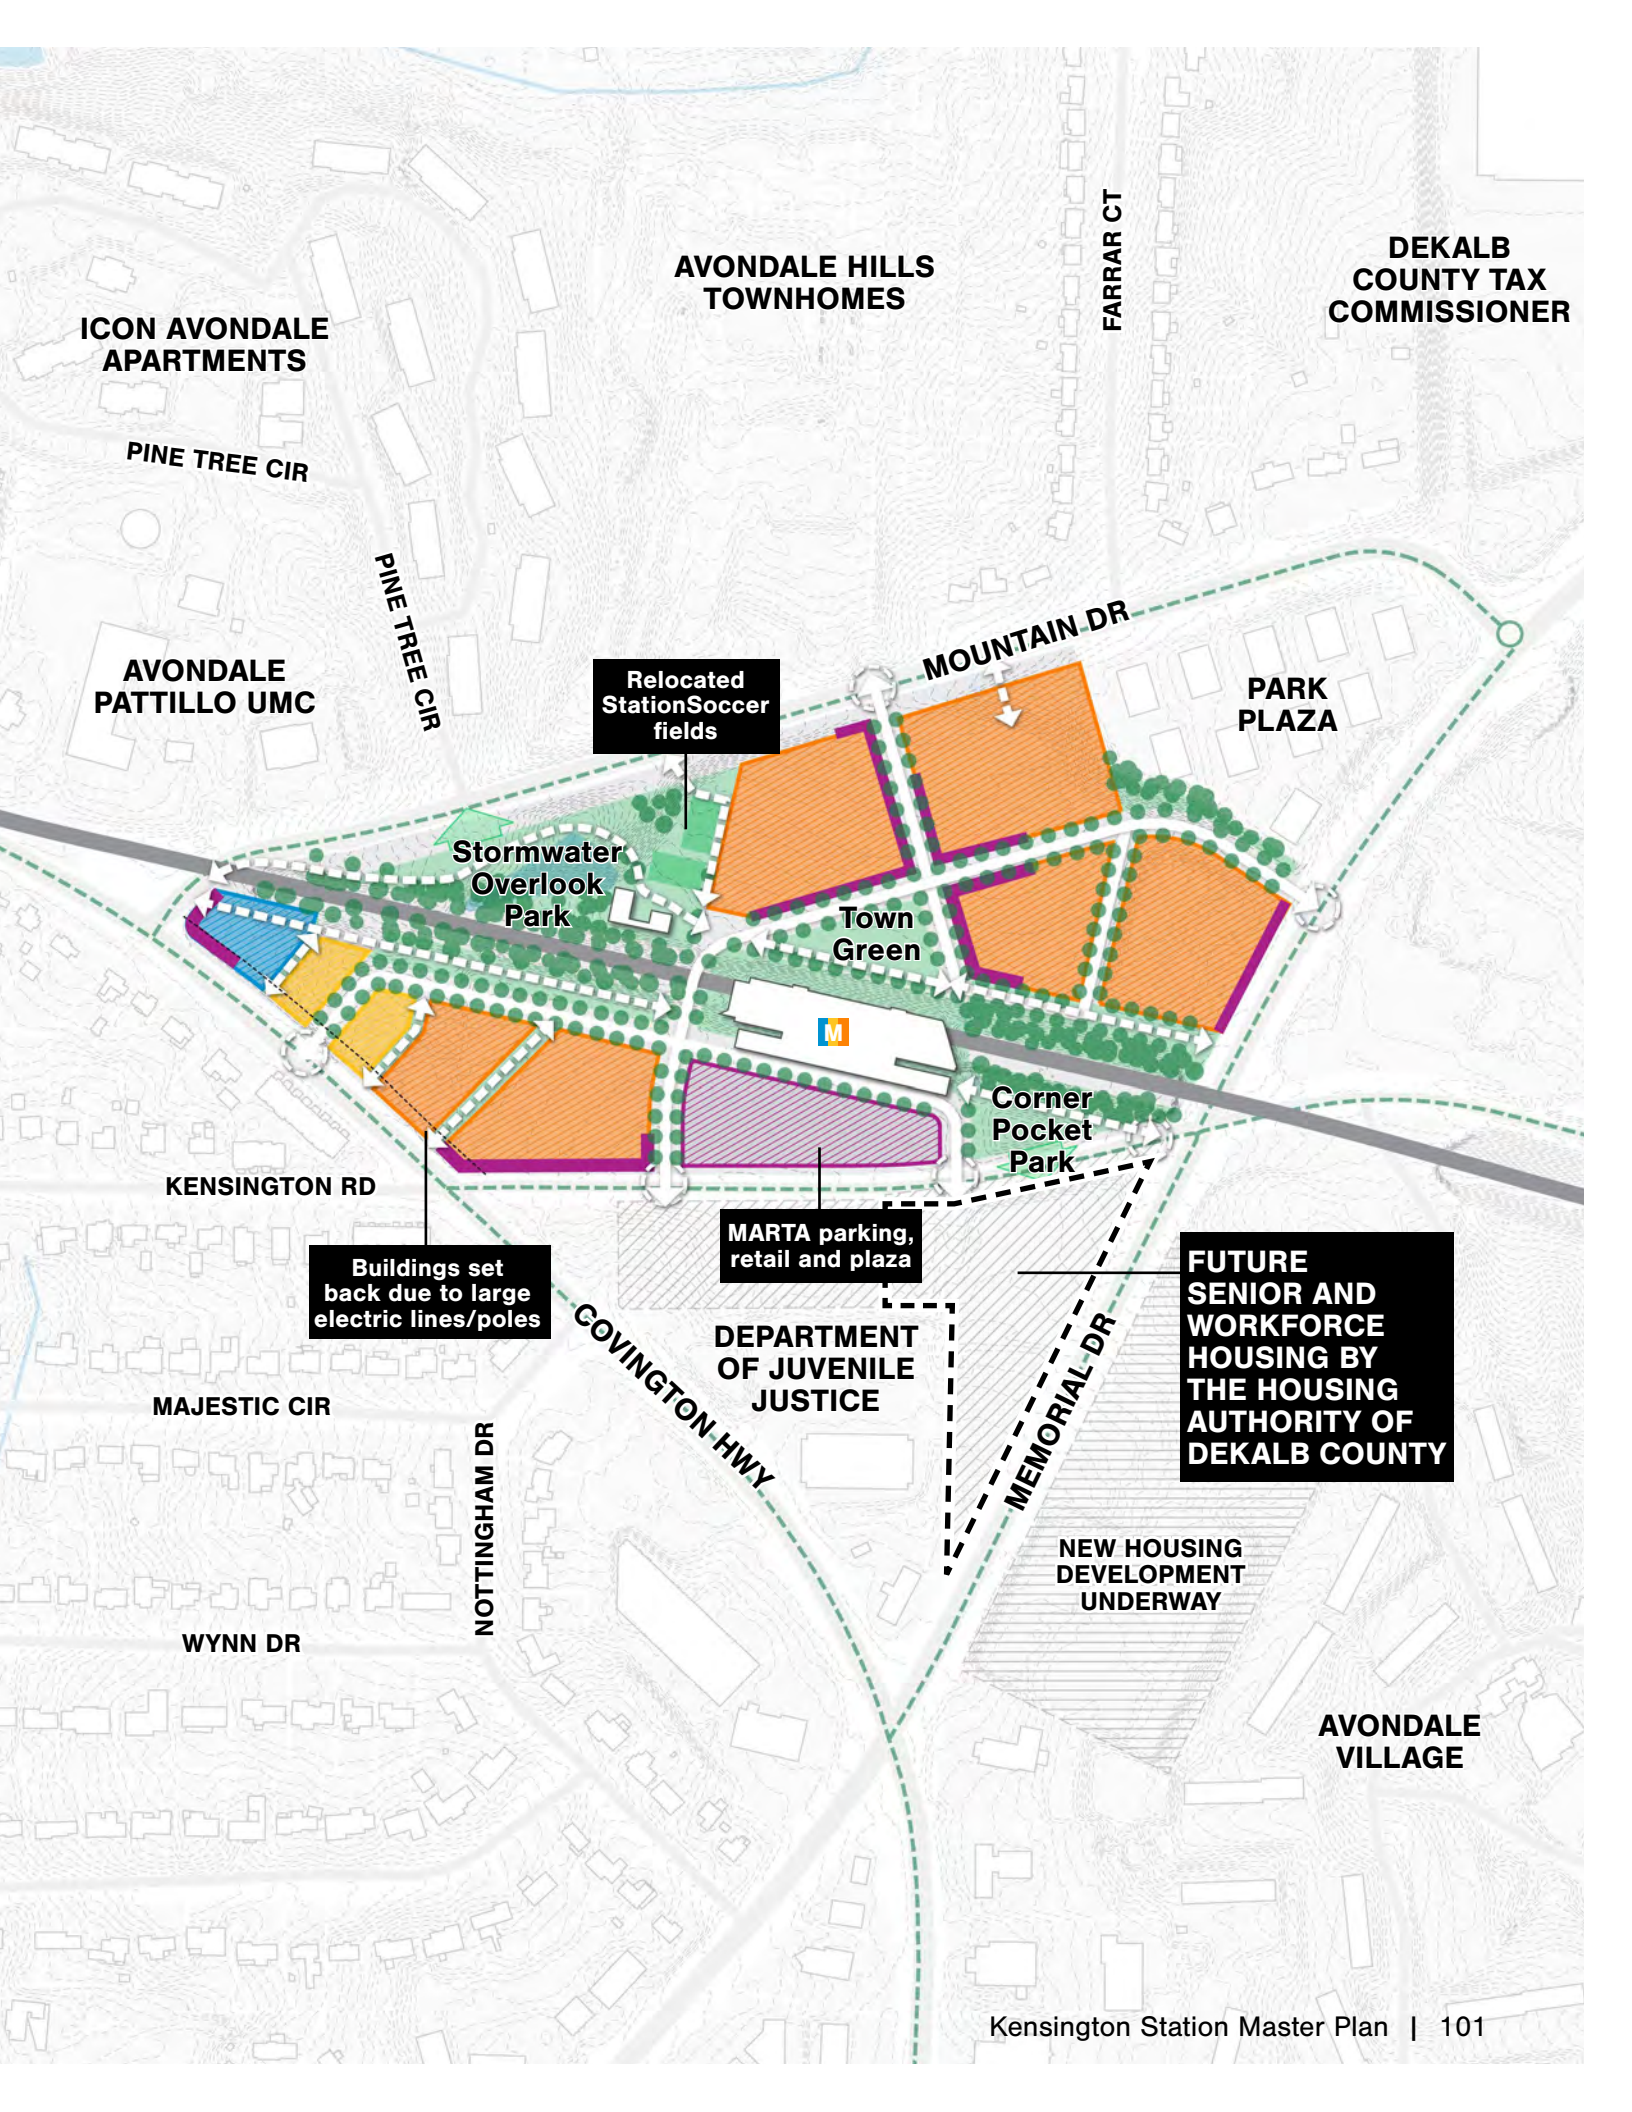 FARRAR CT
DEKALB
COUNTY TAX
COMMISSIONER
AVONDALE HILLS
TOWNHOMES
ICON AVONDALE
APARTMENTS
PINE TREE CIR
PINE TREE CIR
MOUNTAIN DR
AVONDALE
PATTILLO UMC
Relocated
StationSoccer
fields
PARK
PLAZA
Stormwater
Overlook
Park
Town
Green
M
Corner
Pocket
Park
KENSINGTON RD
MARTA parking,
retail and plaza
Buildings set
back due to large
electric lines/poles
FUTURE
SENIOR AND
WORKFORCE
HOUSING BY
THE HOUSING
AUTHORITY OF
DEKALB COUNTY
COVINGTON HWY
DEPARTMENT
OF JUVENILE
JUSTICE
MEMORIAL DR
MAJESTIC CIR
NOTTINGHAM DR
NEW HOUSING
DEVELOPMENT
UNDERWAY
WYNN DR
AVONDALE
VILLAGE
Kensington Station Master Plan | 101